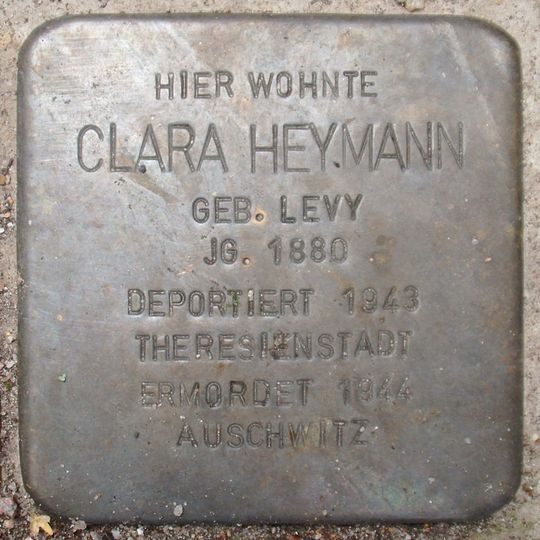 HIER WOHNTE
CLARA HEYMANN
GEB. LEVY
JG. 1880
DEPORTIERT 1943
THERESIENSTADT
ERMORDET 1944
AUSCHWITZ